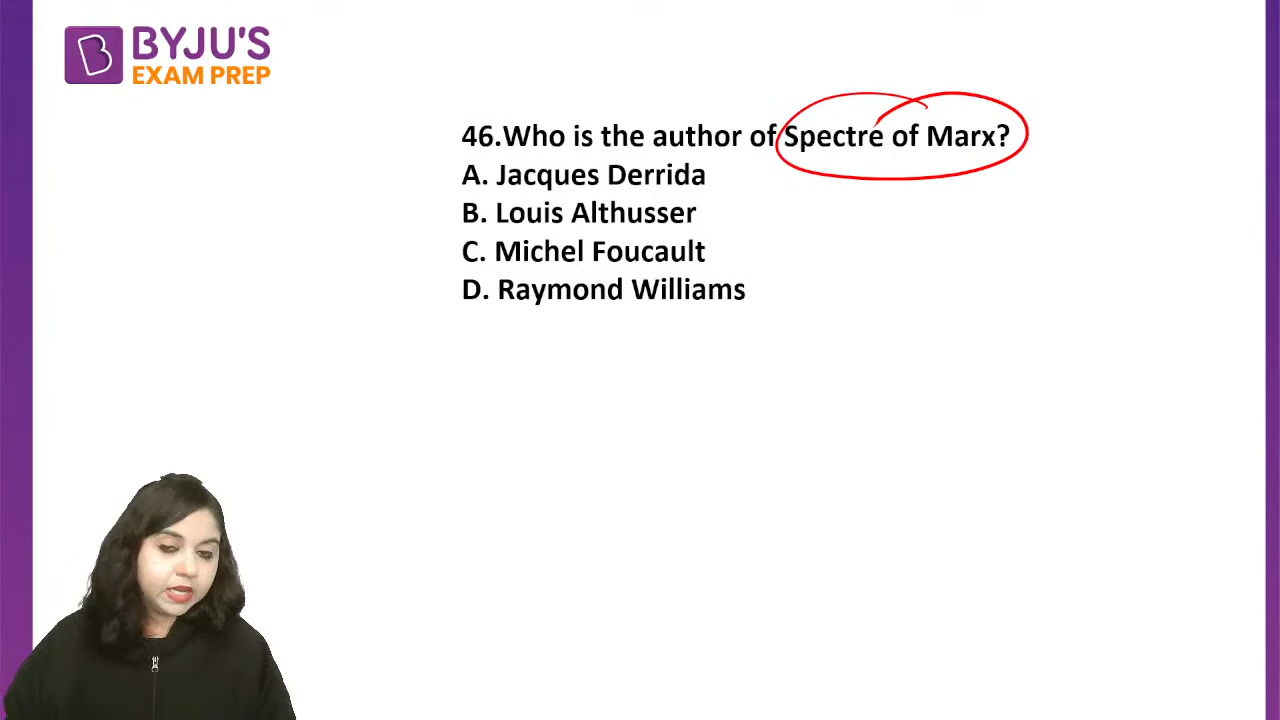 BYJU'S
EXAM PREP
46.Who is the author of Spectre of Marx?
A. Jacques Derrida
B. Louis Althusser
C. Michel Foucault
D. Raymond Williams